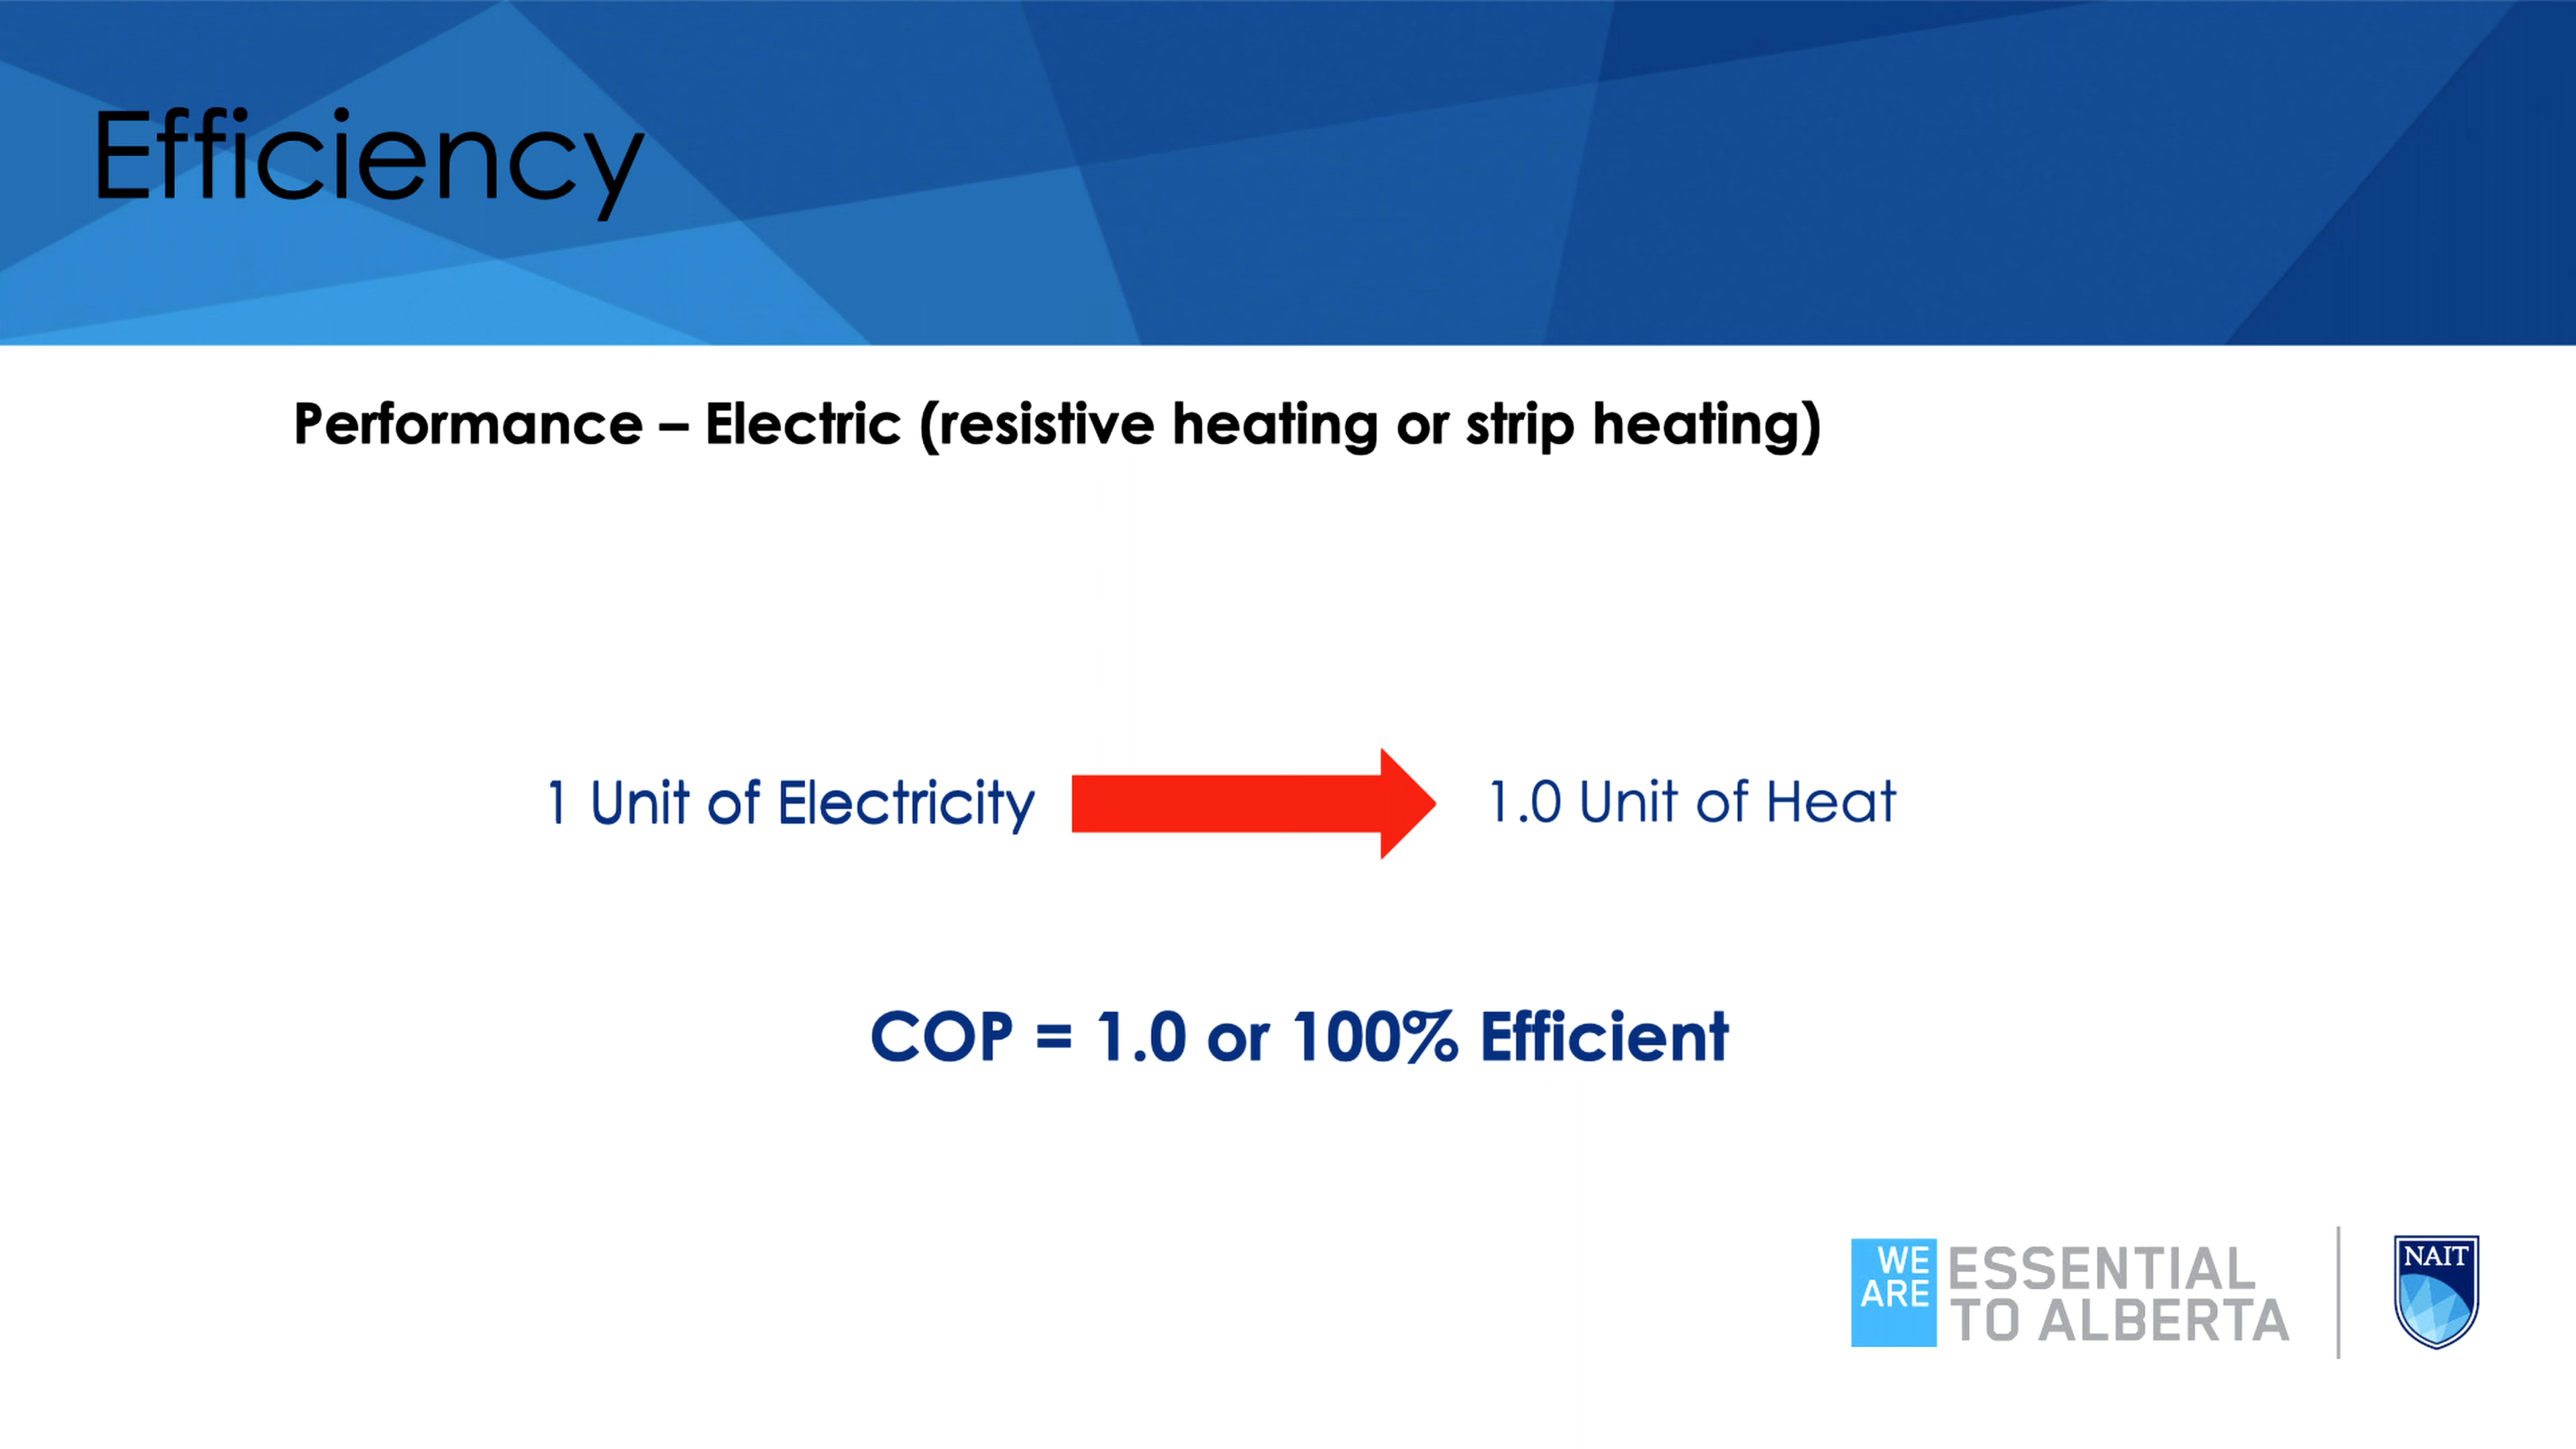 Efficiency
Performance – Electric (resistive heating or strip heating)
1 Unit of Electricity
1.0 Unit of Heat
COP = 1.0 or 100% Efficient
WE
ARE
ESSENTIAL
TO ALBERTA
NAIT